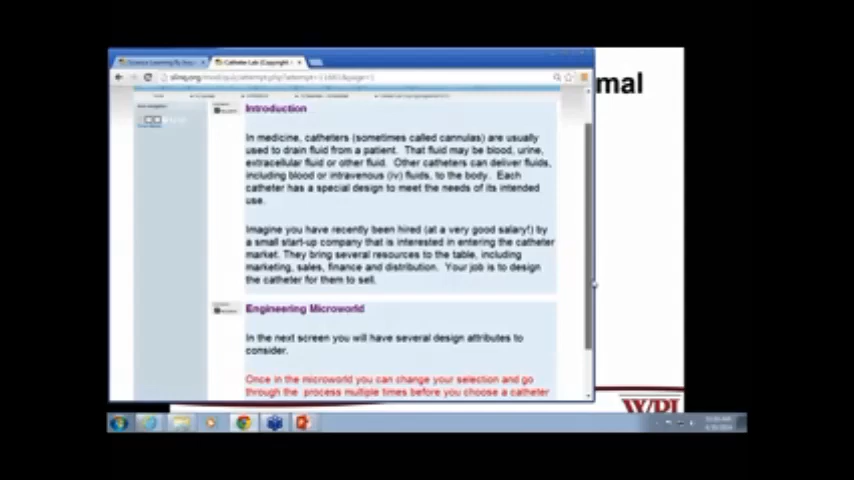 Science Learning By
Catheter Lab (Copyright
mal
Introduction
In medicine, catheters (sometimes called cannulas) are usually
used to drain fluid from a patient. That fluid may be blood, urine,
extracellular fluid or other fluid. Other catheters can deliver fluids,
including blood or intravenous (iv) fluids, to the body. Each
catheter has a special design to meet the needs of its intended
use.
Imagine you have recently been hired (at a very good salary!) by
a small start-up company that is interested in entering the catheter
market. They bring several resources to the table, including
marketing, sales, finance and distribution. Your job is to design
the catheter for them to sell.
Engineering Microworld
In the next screen you will have several design attributes to
consider.
Once in the microworld you can change your selection and go
through the process multiple times before you choose a catheter
WPI